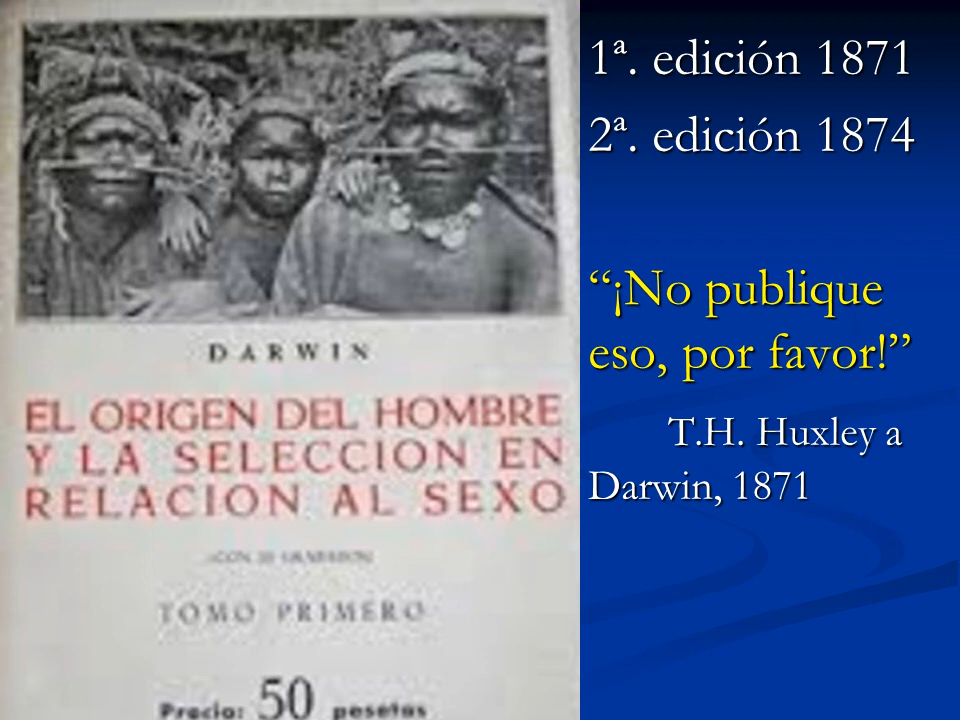 DARWIN
EL ORIGEN DEL HOMBRE
Y LA SELECCION EN
RELACION AL SEXO
TOMO PRIMERO
Precio: 50 pesetas
1ª. edición 1871
2ª. edición 1874
“¡No publique
eso, por favor!”
T.H. Huxley a
Darwin, 1871